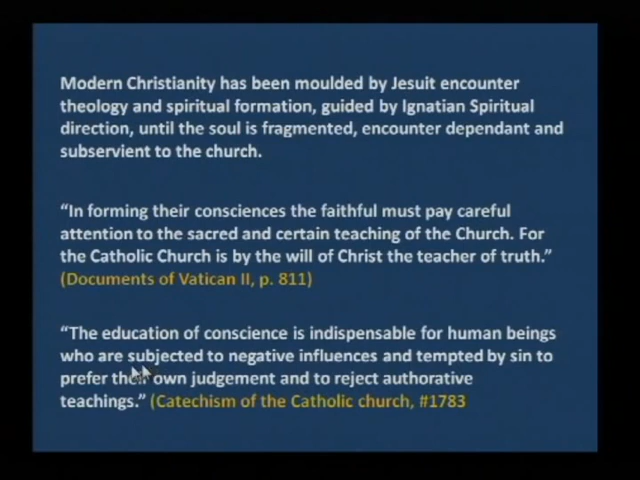 Modern Christianity has been moulded by Jesuit encounter
theology and spiritual formation, guided by Ignatian Spiritual
direction, until the soul is fragmented, encounter dependant and
subservient to the church.
“In forming their consciences the faithful must pay careful
attention to the sacred and certain teaching of the Church. For
the Catholic Church is by the will of Christ the teacher of truth.”
(Documents of Vatican II, p. 811)
“The education of conscience is indispensable for human beings
who are subjected to negative influences and tempted by sin to
prefer their own judgement and to reject authorative
teachings.” (Catechism of the Catholic church, #1783